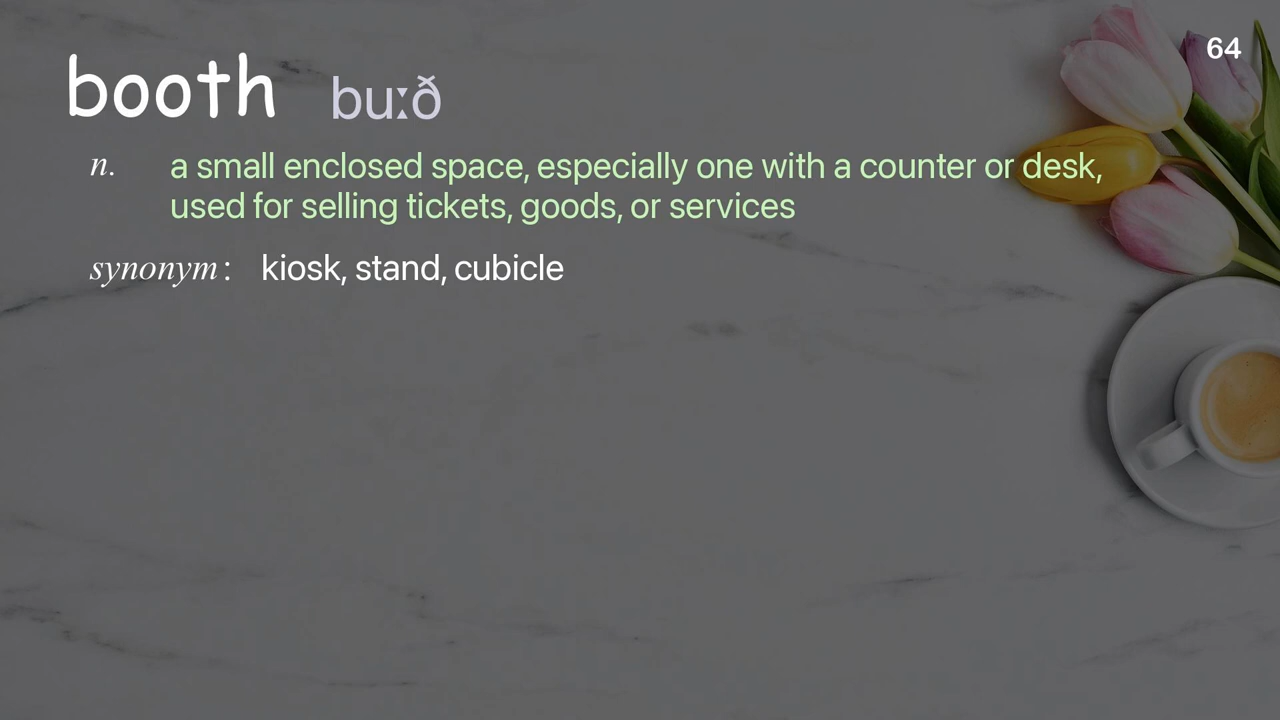 64
booth buːð
n. a small enclosed space, especially one with a counter or desk,
used for selling tickets, goods, or services
synonym: kiosk, stand, cubicle